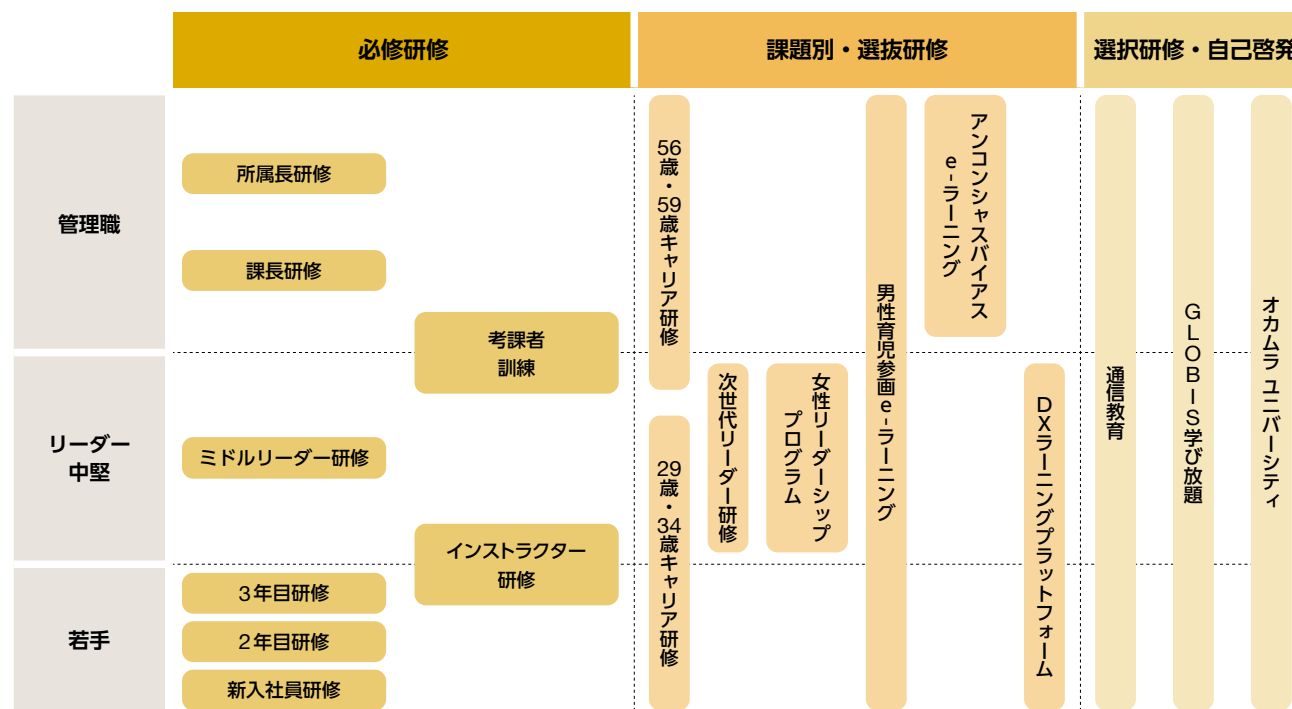 必修研修
課題別・選抜研修
選択研修・自己啓発
管理職
所属長研修
課長研修
考課者
訓練
リーダー
中堅
ミドルリーダー研修
インストラクター
研修
若手
3年目研修
2年目研修
新入社員研修
56歳・59歳キャリア研修
29歳・34歳キャリア研修
次世代リーダー研修
女性リーダーシップ
プログラム
男性育児参画e-ラーニング
アンコンシャスバイアス
e-ラーニング
DXラーニングプラットフォーム
通信教育
GLOBIS学び放題
オカムラ ユニバーシティ